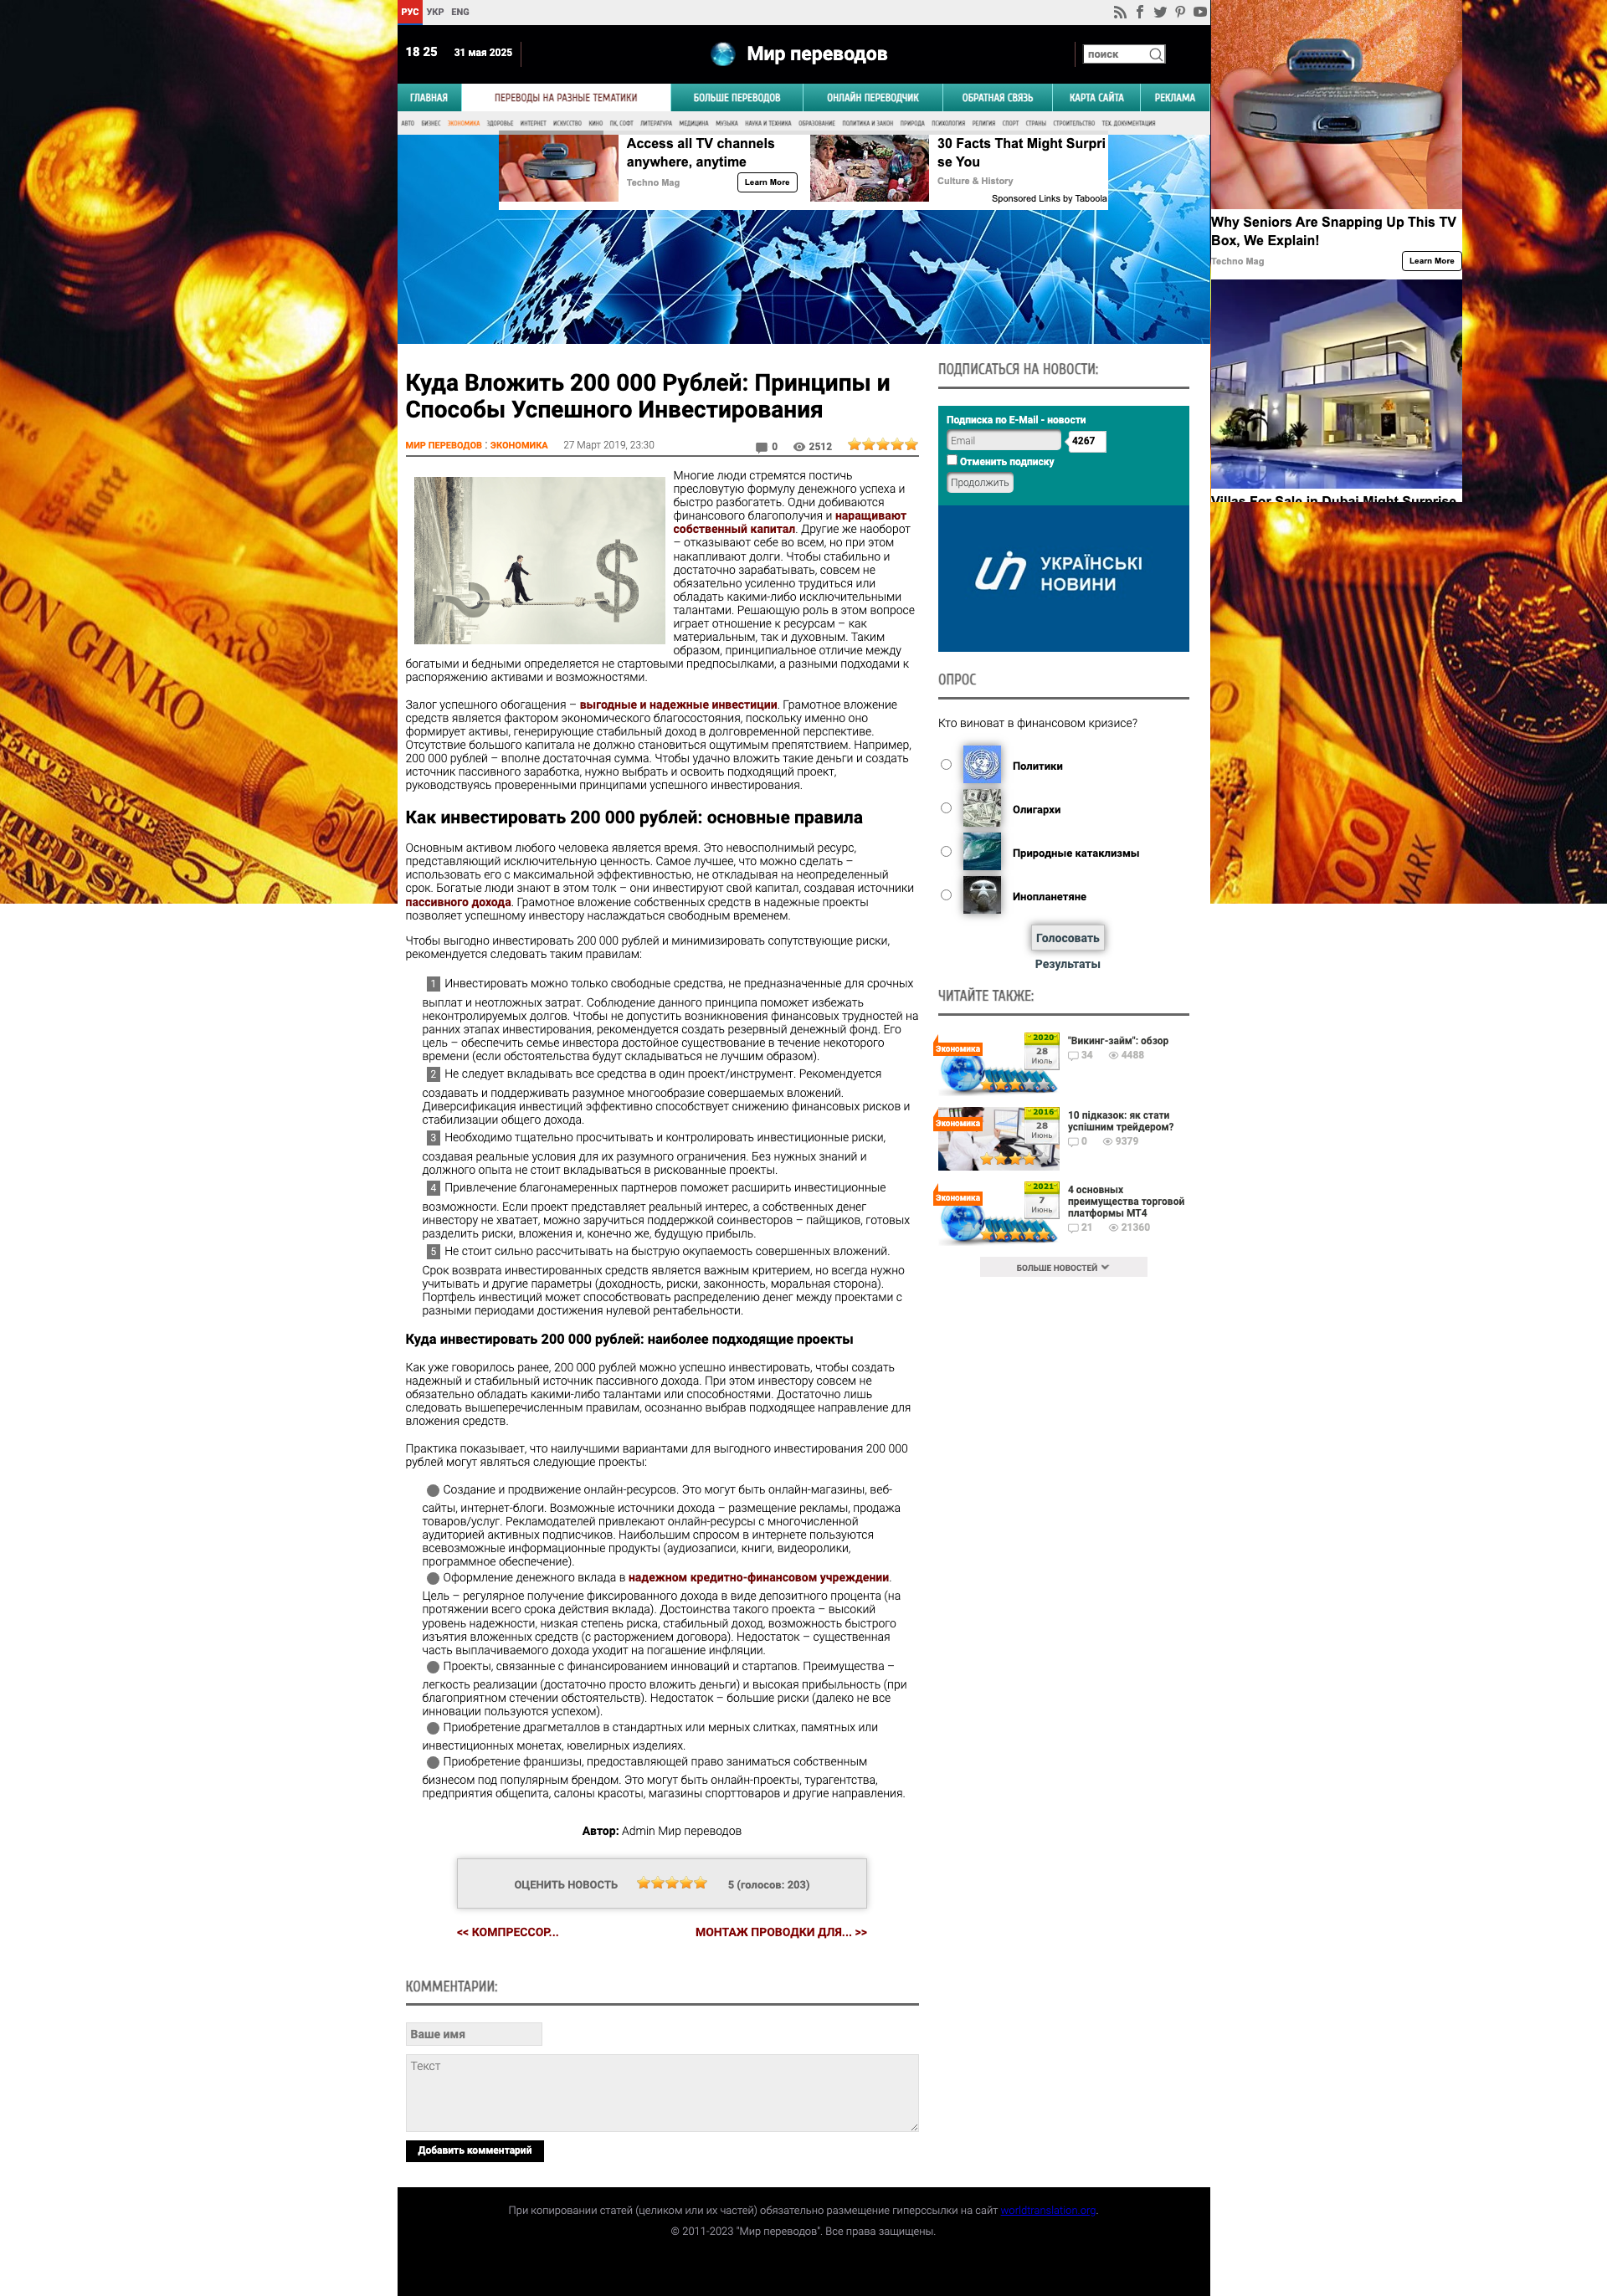 РУС УКР ENG
18 25 31 мая 2025
Мир переводов
поиск
ГЛАВНАЯ ПЕРЕВОДЫ НА РАЗНЫЕ ТЕМАТИКИ БОЛЬШЕ ПЕРЕВОДОВ ОНЛАЙН ПЕРЕВОДЧИК ОБРАТНАЯ СВЯЗЬ КАРТА САЙТА РЕКЛАМА
АВТО БИЗНЕС ЭКОНОМИКА ЗДОРОВЬЕ ИНТЕРНЕТ ИСКУССТВО КИНО ПК, СОФТ ЛИТЕРАТУРА МЕДИЦИНА МУЗЫКА НАУКА И ТЕХНИКА ОБРАЗОВАНИЕ ПОЛИТИКА И ЗАКОН ПРИРОДА ПСИХОЛОГИЯ РЕЛИГИЯ СПОРТ СТРАНЫ СТРОИТЕЛЬСТВО ТЕХ. ДОКУМЕНТАЦИЯ
Access all TV channels
anywhere, anytime
Techno Mag
Learn More
30 Facts That Might Surpri
se You
Culture & History
Sponsored Links by Taboola
Why Seniors Are Snapping Up This TV
Box, We Explain!
Techno Mag
Learn More
Villas For Sale in Dubai Might Surprise
Куда Вложить 200 000 Рублей: Принципы и
Способы Успешного Инвестирования
МИР ПЕРЕВОДОВ : ЭКОНОМИКА 27 Март 2019, 23:30 0 2512
Многие люди стремятся постичь
пресловутую формулу денежного успеха и
быстро разбогатеть. Одни добиваются
финансового благополучия и наращивают
собственный капитал. Другие же наоборот
– отказывают себе во всем, но при этом
накапливают долги. Чтобы стабильно и
достаточно зарабатывать, совсем не
обязательно усиленно трудиться или
обладать какими-либо исключительными
талантами. Решающую роль в этом вопросе
играет отношение к ресурсам – как
материальным, так и духовным. Таким
образом, принципиальное отличие между
богатыми и бедными определяется не стартовыми предпосылками, а разными подходами к
распоряжению активами и возможностями.
Залог успешного обогащения – выгодные и надежные инвестиции. Грамотное вложение
средств является фактором экономического благосостояния, поскольку именно оно
формирует активы, генерирующие стабильный доход в долговременной перспективе.
Отсутствие большого капитала не должно становиться ощутимым препятствием. Например,
200 000 рублей – вполне достаточная сумма. Чтобы удачно вложить такие деньги и создать
источник пассивного заработка, нужно выбрать и освоить подходящий проект,
руководствуясь проверенными принципами успешного инвестирования.
Как инвестировать 200 000 рублей: основные правила
Основным активом любого человека является время. Это невосполнимый ресурс,
представляющий исключительную ценность. Самое лучшее, что можно сделать –
использовать его с максимальной эффективностью, не откладывая на неопределенный
срок. Богатые люди знают в этом толк – они инвестируют свой капитал, создавая источники
пассивного дохода. Грамотное вложение собственных средств в надежные проекты
позволяет успешному инвестору наслаждаться свободным временем.
Чтобы выгодно инвестировать 200 000 рублей и минимизировать сопутствующие риски,
рекомендуется следовать таким правилам:
1 Инвестировать можно только свободные средства, не предназначенные для срочных
выплат и неотложных затрат. Соблюдение данного принципа поможет избежать
неконтролируемых долгов. Чтобы не допустить возникновения финансовых трудностей на
ранних этапах инвестирования, рекомендуется создать резервный денежный фонд. Его
цель – обеспечить семье инвестора достойное существование в течение некоторого
времени (если обстоятельства будут складываться не лучшим образом).
2 Не следует вкладывать все средства в один проект/инструмент. Рекомендуется
создавать и поддерживать разумное многообразие совершаемых вложений.
Диверсификация инвестиций эффективно способствует снижению финансовых рисков и
стабилизации общего дохода.
3 Необходимо тщательно просчитывать и контролировать инвестиционные риски,
создавая реальные условия для их разумного ограничения. Без нужных знаний и
должного опыта не стоит вкладываться в рискованные проекты.
4 Привлечение благонамеренных партнеров поможет расширить инвестиционные
возможности. Если проект представляет реальный интерес, а собственных денег
инвестору не хватает, можно заручиться поддержкой соинвесторов – пайщиков, готовых
разделить риски, вложения и, конечно же, будущую прибыль.
5 Не стоит сильно рассчитывать на быструю окупаемость совершенных вложений.
Срок возврата инвестированных средств является важным критерием, но всегда нужно
учитывать и другие параметры (доходность, риски, законность, моральная сторона).
Портфель инвестиций может способствовать распределению денег между проектами с
разными периодами достижения нулевой рентабельности.
Куда инвестировать 200 000 рублей: наиболее подходящие проекты
Как уже говорилось ранее, 200 000 рублей можно успешно инвестировать, чтобы создать
надежный и стабильный источник пассивного дохода. При этом инвестору совсем не
обязательно обладать какими-либо талантами или способностями. Достаточно лишь
следовать вышеперечисленным правилам, осознанно выбрав подходящее направление для
вложения средств.
Практика показывает, что наилучшими вариантами для выгодного инвестирования 200 000
рублей могут являться следующие проекты:
Создание и продвижение онлайн-ресурсов. Это могут быть онлайн-магазины, веб-
сайты, интернет-блоги. Возможные источники дохода – размещение рекламы, продажа
товаров/услуг. Рекламодателей привлекают онлайн-ресурсы с многочисленной
аудиторией активных подписчиков. Наибольшим спросом в интернете пользуются
всевозможные информационные продукты (аудиозаписи, книги, видеоролики,
программное обеспечение).
Оформление денежного вклада в надежном кредитно-финансовом учреждении.
Цель – регулярное получение фиксированного дохода в виде депозитного процента (на
протяжении всего срока действия вклада). Достоинства такого проекта – высокий
уровень надежности, низкая степень риска, стабильный доход, возможность быстрого
изъятия вложенных средств (с расторжением договора). Недостаток – существенная
часть выплачиваемого дохода уходит на погашение инфляции.
Проекты, связанные с финансированием инноваций и стартапов. Преимущества –
легкость реализации (достаточно просто вложить деньги) и высокая прибыльность (при
благоприятном стечении обстоятельств). Недостаток – большие риски (далеко не все
инновации пользуются успехом).
Приобретение драгметаллов в стандартных или мерных слитках, памятных или
инвестиционных монетах, ювелирных изделиях.
Приобретение франшизы, предоставляющей право заниматься собственным
бизнесом под популярным брендом. Это могут быть онлайн-проекты, турагентства,
предприятия общепита, салоны красоты, магазины спорттоваров и другие направления.
Автор: Admin Мир переводов
ОЦЕНИТЬ НОВОСТЬ 5 (голосов: 203)
<< КОМПРЕССОР... МОНТАЖ ПРОВОДКИ ДЛЯ... >>
КОММЕНТАРИИ:
Ваше имя
Текст
Добавить комментарий
ПОДПИСАТЬСЯ НА НОВОСТИ:
Подписка по E-Mail - новости
Email 4267
Отменить подписку
Продолжить
УКРАЇНСЬКІ
НОВИНИ
ОПРОС
Кто виноват в финансовом кризисе?
Политики
Олигархи
Природные катаклизмы
Инопланетяне
Голосовать
Результаты
ЧИТАЙТЕ ТАКЖЕ:
Экономика
2020
28
Июль
"Викинг-займ": обзор
34 4488
Экономика
2016
28
Июнь
10 підказок: як стати
успішним трейдером?
0 9379
Экономика
2021
7
Июнь
4 основных
преимущества торговой
платформы МТ4
21 21360
БОЛЬШЕ НОВОСТЕЙ
При копировании статей (целиком или их частей) обязательно размещение гиперссылки на сайт worldtranslation.org.
© 2011-2023 "Мир переводов". Все права защищены.